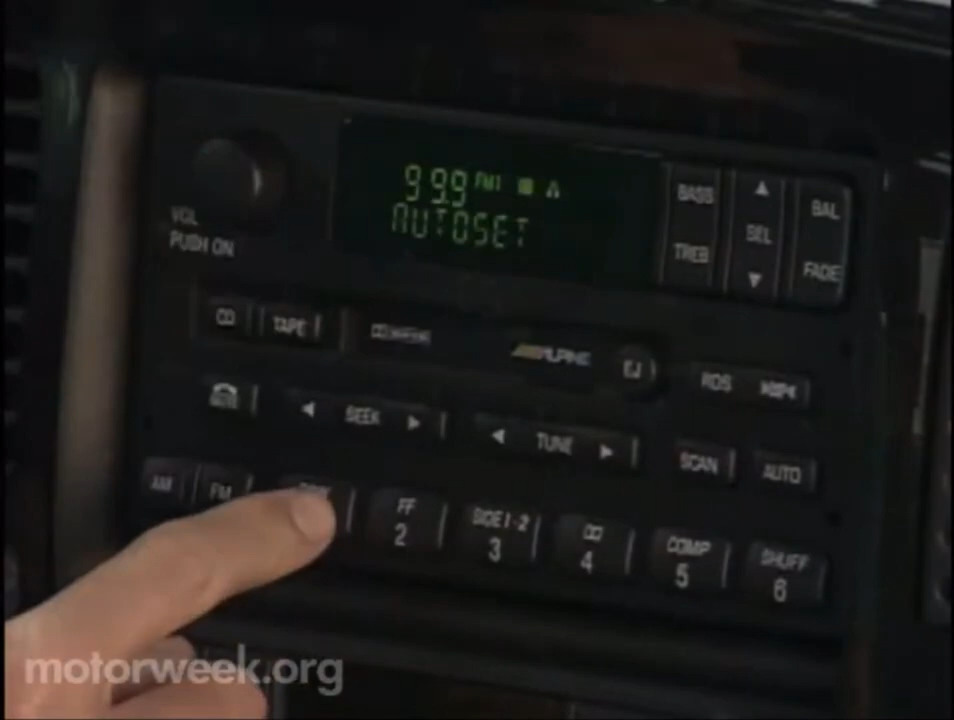 99.9 FM1
AUTOSET
VOL
PUSH ON
BASS
TREB
▲
SEL
▼
BAL
FADE
CD TAPE
ALPINE
EJ
RDS
◀ SEEK ▶
◀ TUNE ▶
SCAN
AUTO
AM FM
FF
2
SIDE 1-2
3
4
COMP
5
SHUFF
6
motorweek.org